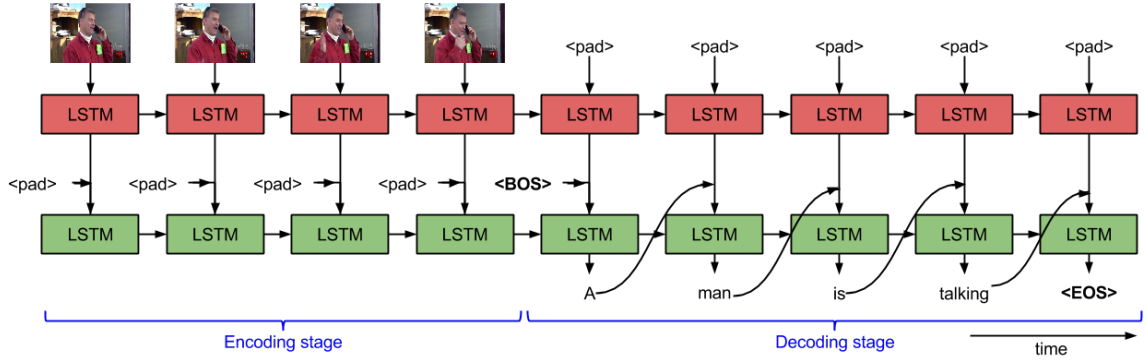 <pad> <pad> <pad> <pad> <pad>
LSTM LSTM LSTM LSTM LSTM LSTM LSTM LSTM LSTM
<pad> <pad> <pad> <pad> <BOS>
LSTM LSTM LSTM LSTM LSTM LSTM LSTM LSTM LSTM
A man is talking <EOS>
Encoding stage Decoding stage time